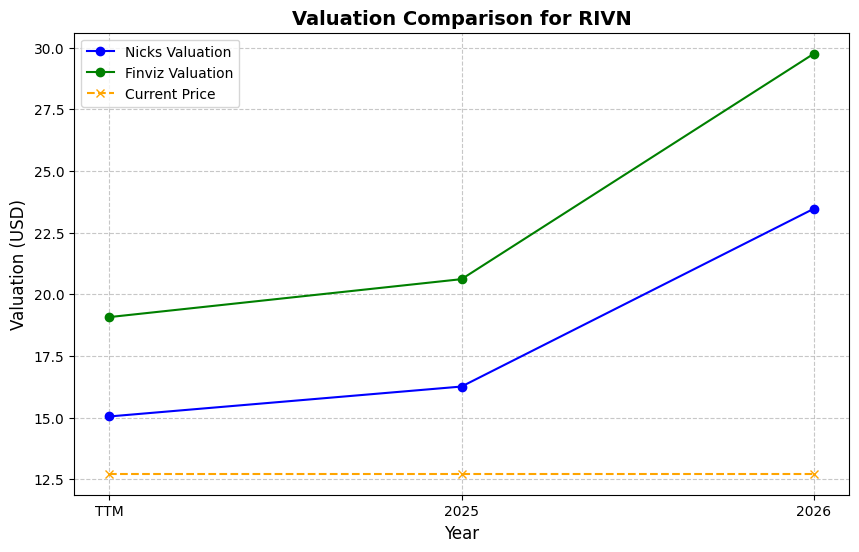 Valuation Comparison for RIVN
Nicks Valuation
Finviz Valuation
Current Price
Valuation (USD)
30.0
27.5
25.0
22.5
20.0
17.5
15.0
12.5
TTM
2025
2026
Year